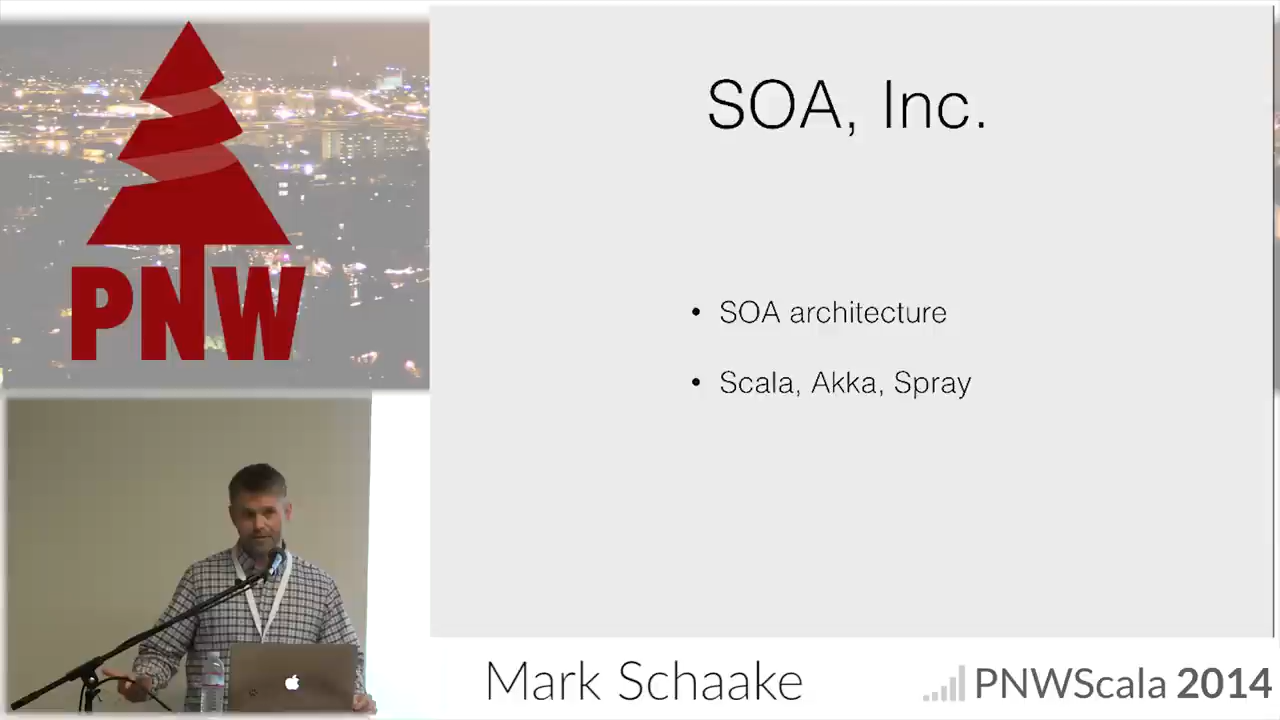 PNW
SOA, Inc.
• SOA architecture
• Scala, Akka, Spray
Mark Schaake
PNWScala 2014